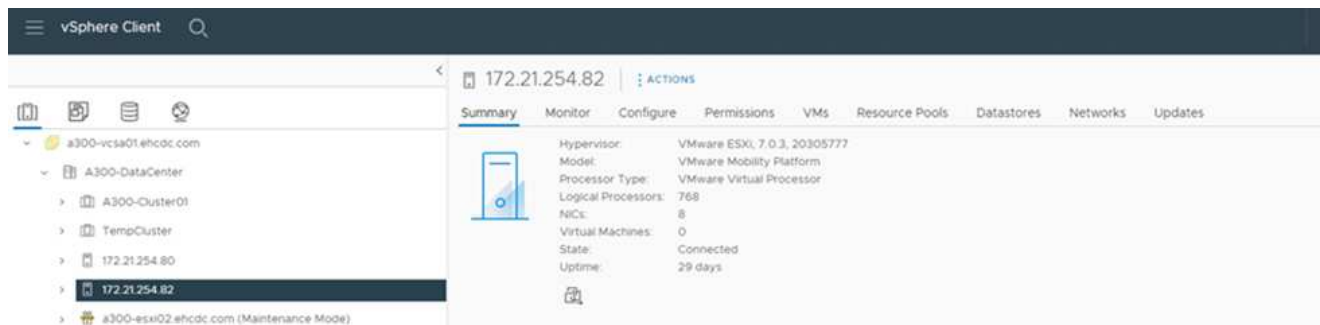 vSphere Client
172.21.254.82 ACTIONS
Summary Monitor Configure Permissions VMs Resource Pools Datastores Networks Updates
a300-vcsa01.ehcdc.com
A300-DataCenter
A300-Cluster01
TempCluster
172.21.254.80
172.21.254.82
a300-esxi02.ehcdc.com (Maintenance Mode)
Hypervisor: VMware ESXi, 7.0.3, 20305777
Model: VMware Mobility Platform
Processor Type: VMware Virtual Processor
Logical Processors: 768
NICs: 8
Virtual Machines: 0
State: Connected
Uptime: 29 days